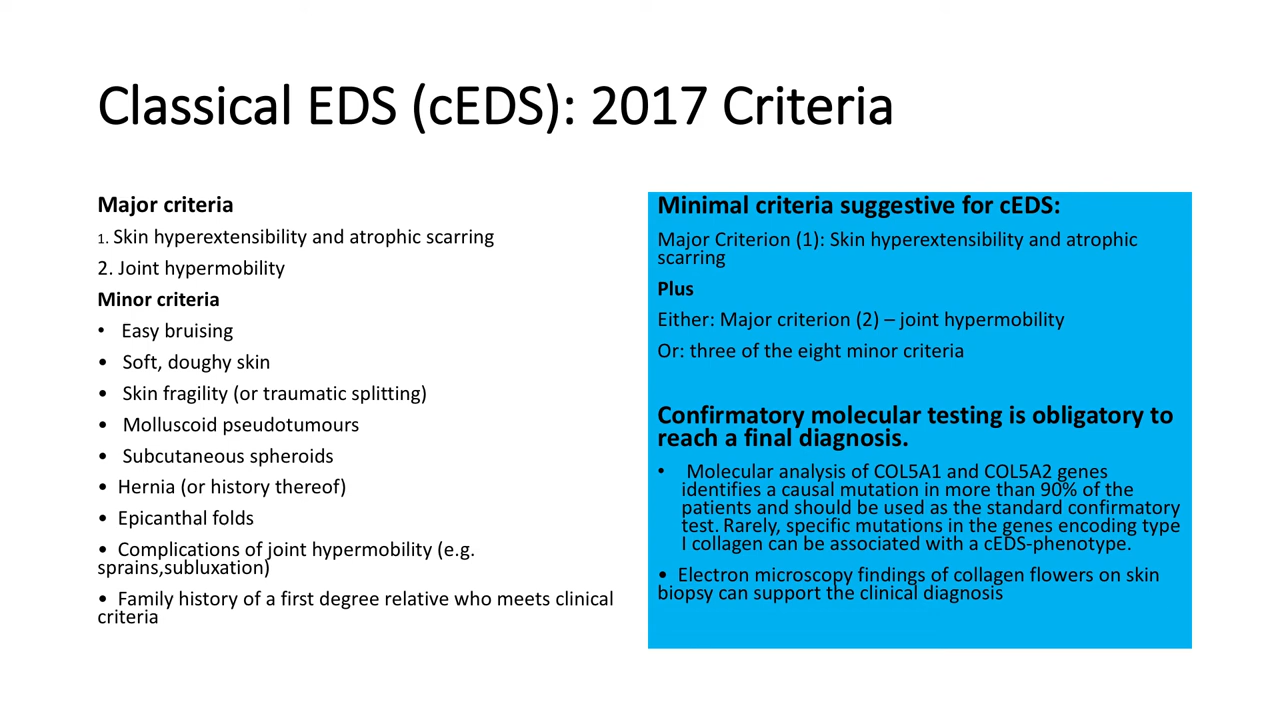 Classical EDS (cEDS): 2017 Criteria
Major criteria
1. Skin hyperextensibility and atrophic scarring
2. Joint hypermobility
Minor criteria
• Easy bruising
• Soft, doughy skin
• Skin fragility (or traumatic splitting)
• Molluscoid pseudotumours
• Subcutaneous spheroids
• Hernia (or history thereof)
• Epicanthal folds
• Complications of joint hypermobility (e.g.
sprains,subluxation)
• Family history of a first degree relative who meets clinical
criteria
Minimal criteria suggestive for cEDS:
Major Criterion (1): Skin hyperextensibility and atrophic
scarring
Plus
Either: Major criterion (2) – joint hypermobility
Or: three of the eight minor criteria
Confirmatory molecular testing is obligatory to
reach a final diagnosis.
• Molecular analysis of COL5A1 and COL5A2 genes
identifies a causal mutation in more than 90% of the
patients and should be used as the standard confirmatory
test. Rarely, specific mutations in the genes encoding type
I collagen can be associated with a cEDS-phenotype.
• Electron microscopy findings of collagen flowers on skin
biopsy can support the clinical diagnosis